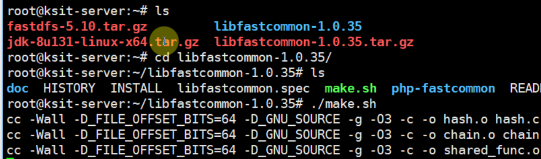 root@ksit-server:~# ls
fastdfs-5.10.tar.gz libfastcommon-1.0.35
jdk-8u131-linux-x64.tar.gz libfastcommon-1.0.35.tar.gz
root@ksit-server:~# cd libfastcommon-1.0.35/
root@ksit-server:~/libfastcommon-1.0.35# ls
doc HISTORY INSTALL libfastcommon.spec make.sh php-fastcommon READ
root@ksit-server:~/libfastcommon-1.0.35# ./make.sh
cc -Wall -D_FILE_OFFSET_BITS=64 -D_GNU_SOURCE -g -O3 -c -o hash.o hash.c
cc -Wall -D_FILE_OFFSET_BITS=64 -D_GNU_SOURCE -g -O3 -c -o chain.o chain
cc -Wall -D_FILE_OFFSET_BITS=64 -D_GNU_SOURCE -g -O3 -c -o shared_func.o